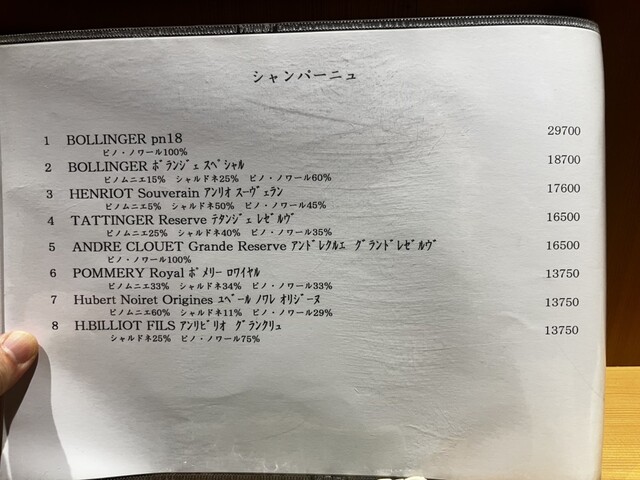 シャンパーニュ
1 BOLLINGER pn18 29700
ピノ・ノワール100%
2 BOLLINGER ﾎﾞﾗﾝｼﾞｪ ｽﾍﾟｼｬﾙ 18700
ピノムニエ15% シャルドネ25% ピノ・ノワール60%
3 HENRIOT Souverain ｱﾝﾘｵ ｽｰｳﾞｪﾗﾝ 17600
ピノムニエ5% シャルドネ50% ピノ・ノワール45%
4 TATTINGER Reserve ﾃﾀﾝｼﾞｪ ﾚｾﾞﾙｳﾞ 16500
ピノムニエ25% シャルドネ40% ピノ・ノワール35%
5 ANDRE CLOUET Grande Reserve ｱﾝﾄﾞﾚｸﾙｴ ｸﾞﾗﾝﾄﾞﾚｾﾞﾙｳﾞ 16500
ピノ・ノワール100%
6 POMMERY Royal ﾎﾟﾒﾘｰ ﾛﾜｲﾔﾙ 13750
ピノムニエ33% シャルドネ34% ピノ・ノワール33%
7 Hubert Noiret Origines ﾕﾍﾞｰﾙ ﾉﾜﾚ ｵﾘｼﾞｰﾇ 13750
ピノムニエ60% シャルドネ11% ピノ・ノワール29%
8 H.BILLIOT FILS ｱﾝﾘﾋﾞﾘｵ ｸﾞﾗﾝｸﾘｭ 13750
シャルドネ25% ピノ・ノワール75%